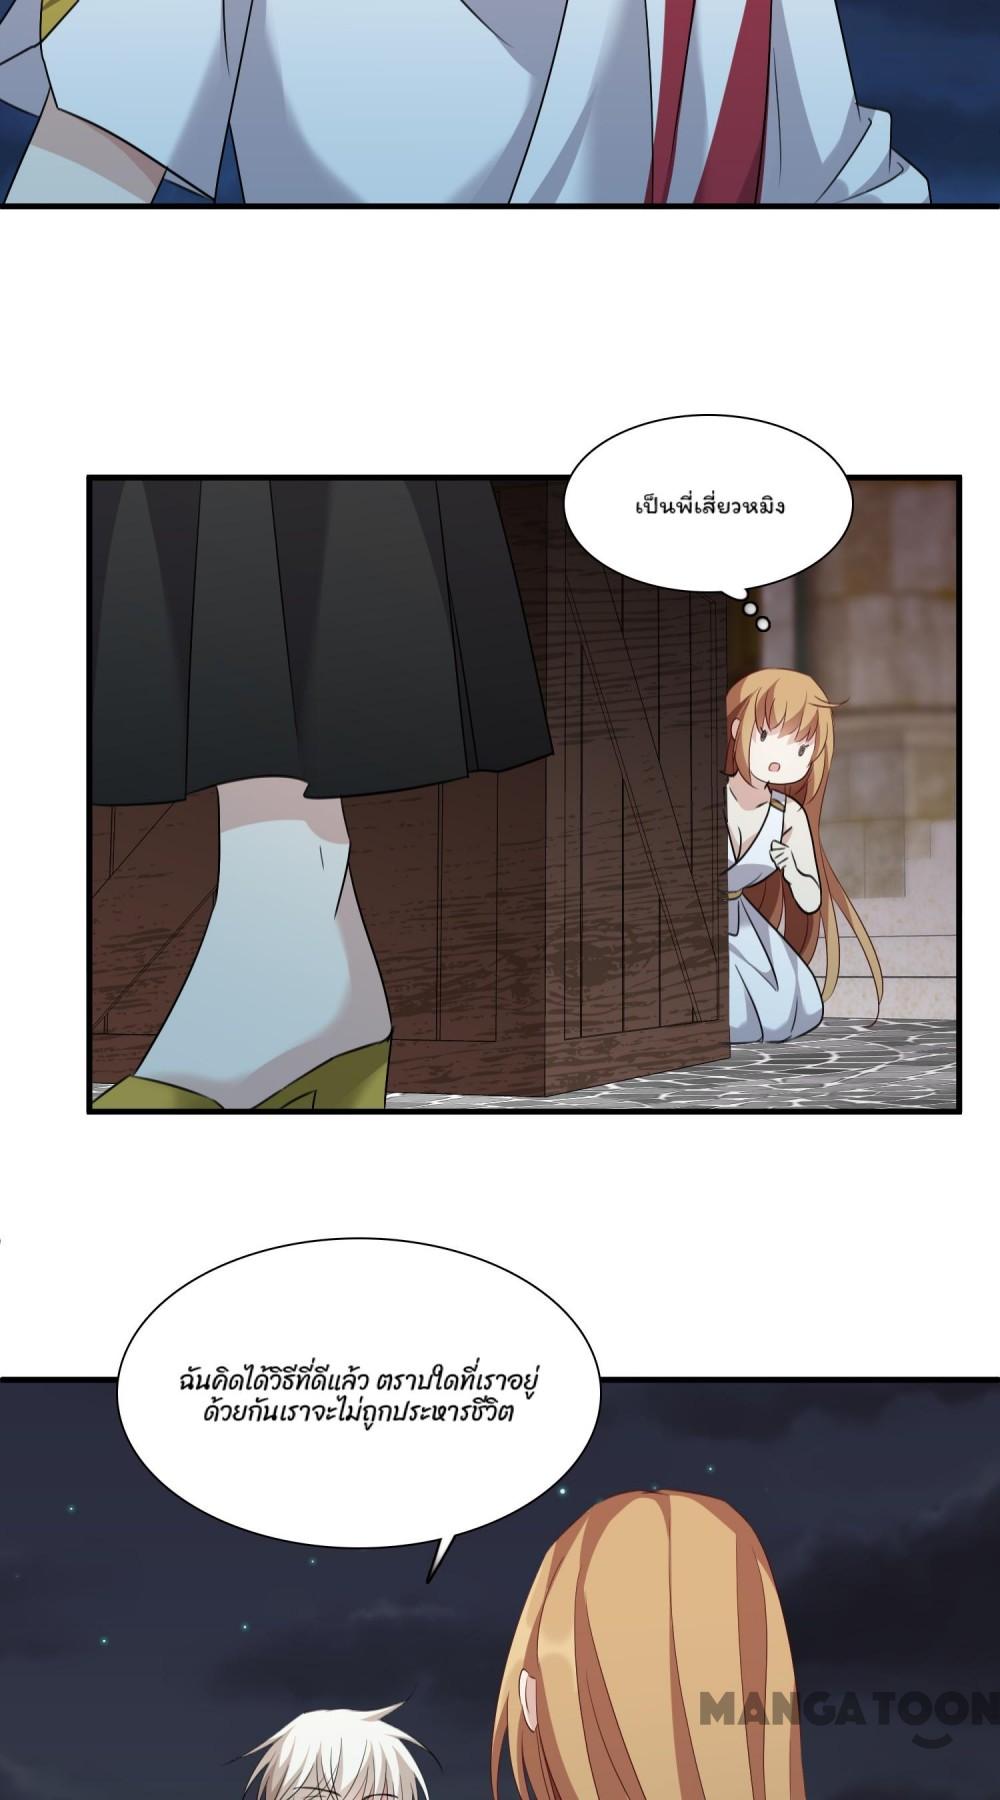 เป็นพี่เสี่ยวหมิง
ฉันคิดได้วิธีที่ดีแล้ว ตราบใดที่เราอยู่
ด้วยกันเราจะไม่ถูกประหารชีวิต
MANGA TOON